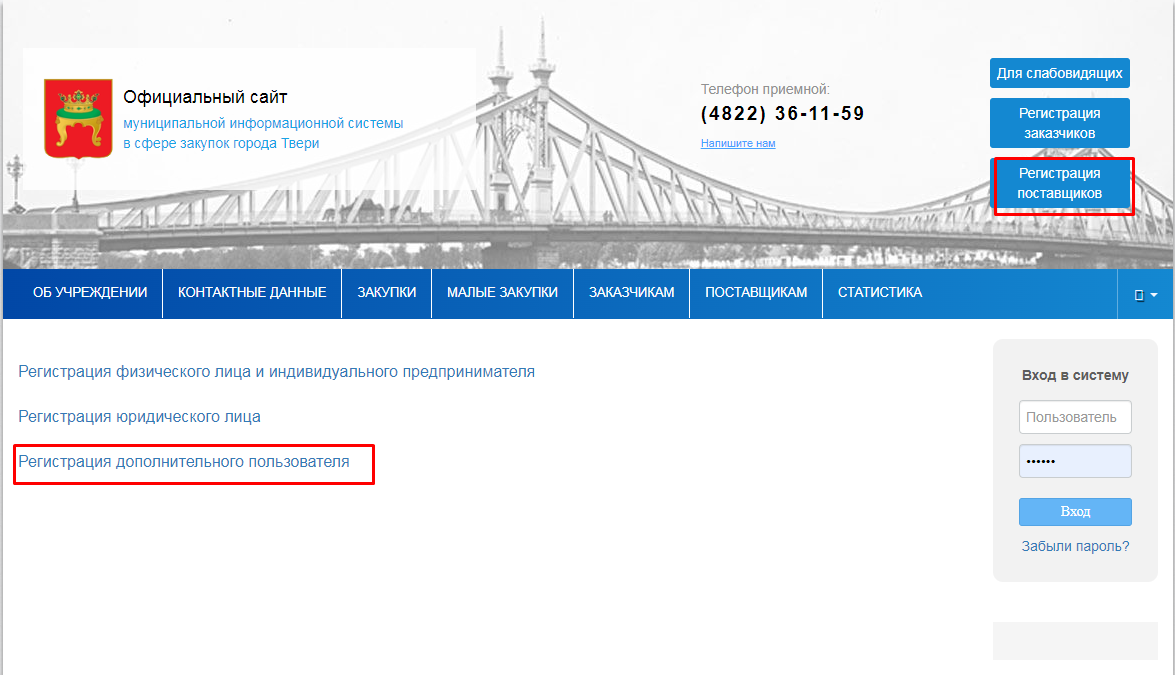 Официальный сайт
муниципальной информационной системы
в сфере закупок города Твери
Телефон приемной:
(4822) 36-11-59
Напишите нам
Для слабовидящих
Регистрация
заказчиков
Регистрация
поставщиков
ОБ УЧРЕЖДЕНИИ
КОНТАКТНЫЕ ДАННЫЕ
ЗАКУПКИ
МАЛЫЕ ЗАКУПКИ
ЗАКАЗЧИКАМ
ПОСТАВЩИКАМ
СТАТИСТИКА
Регистрация физического лица и индивидуального предпринимателя
Регистрация юридического лица
Регистрация дополнительного пользователя
Вход в систему
Пользователь
••••••
Вход
Забыли пароль?